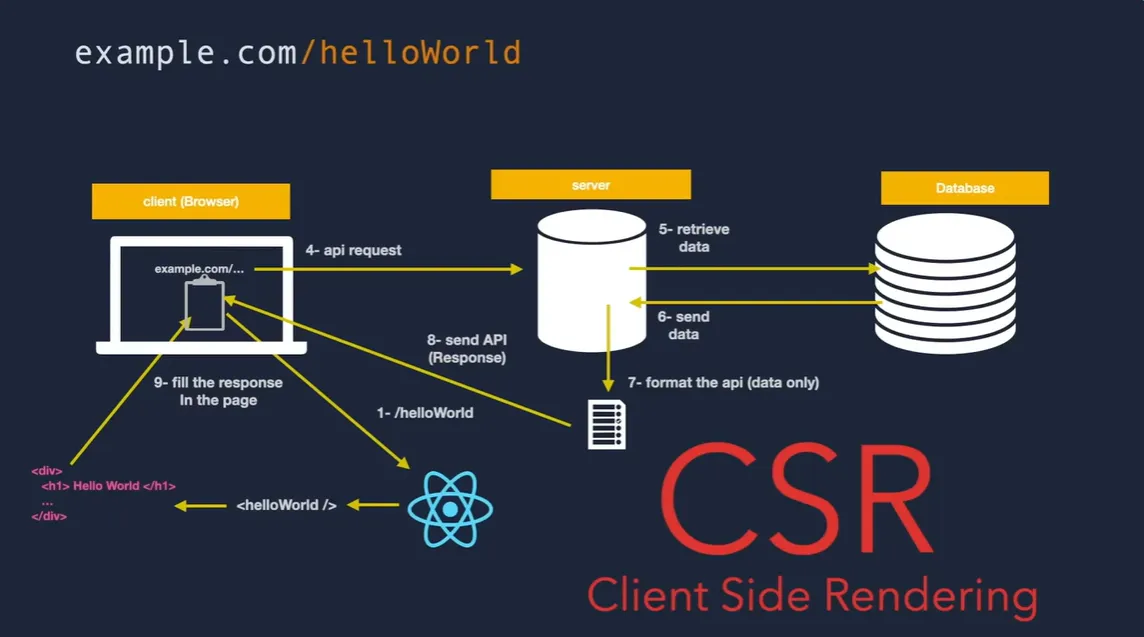 example.com/helloWorld
client (Browser)
server
Database
example.com/...
4- api request
5- retrieve
data
6- send
data
8- send API
(Response)
7- format the api (data only)
9- fill the response
In the page
1- /helloWorld
<div>
<h1> Hello World </h1>
...
</div>
<helloWorld />
CSR
Client Side Rendering